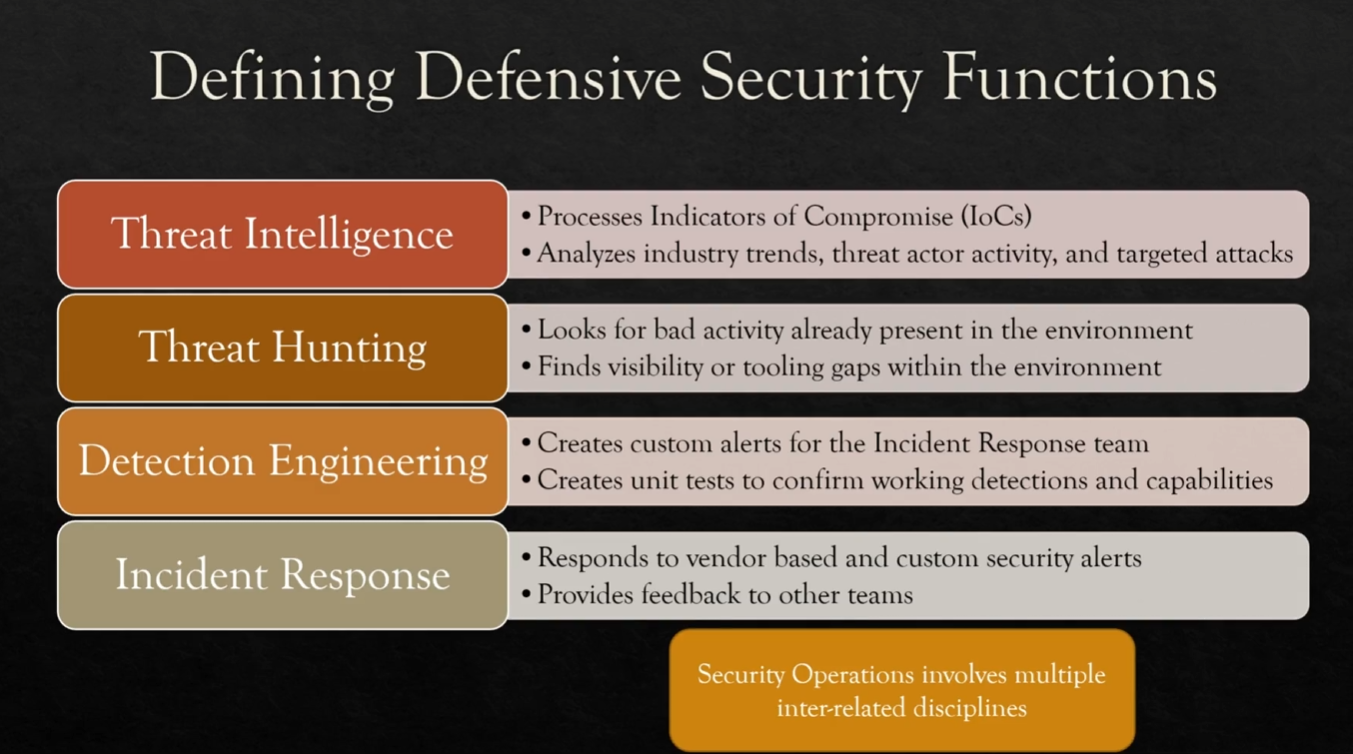 Defining Defensive Security Functions
Threat Intelligence
• Processes Indicators of Compromise (IoCs)
• Analyzes industry trends, threat actor activity, and targeted attacks
Threat Hunting
• Looks for bad activity already present in the environment
• Finds visibility or tooling gaps within the environment
Detection Engineering
• Creates custom alerts for the Incident Response team
• Creates unit tests to confirm working detections and capabilities
Incident Response
• Responds to vendor based and custom security alerts
• Provides feedback to other teams
Security Operations involves multiple
inter-related disciplines